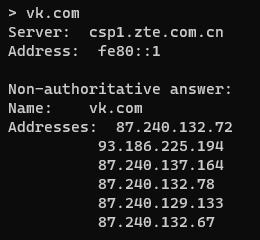 > vk.com
Server:  csp1.zte.com.cn
Address:  fe80::1
Non-authoritative answer:
Name:    vk.com
Addresses:  87.240.132.72
93.186.225.194
87.240.137.164
87.240.132.78
87.240.129.133
87.240.132.67